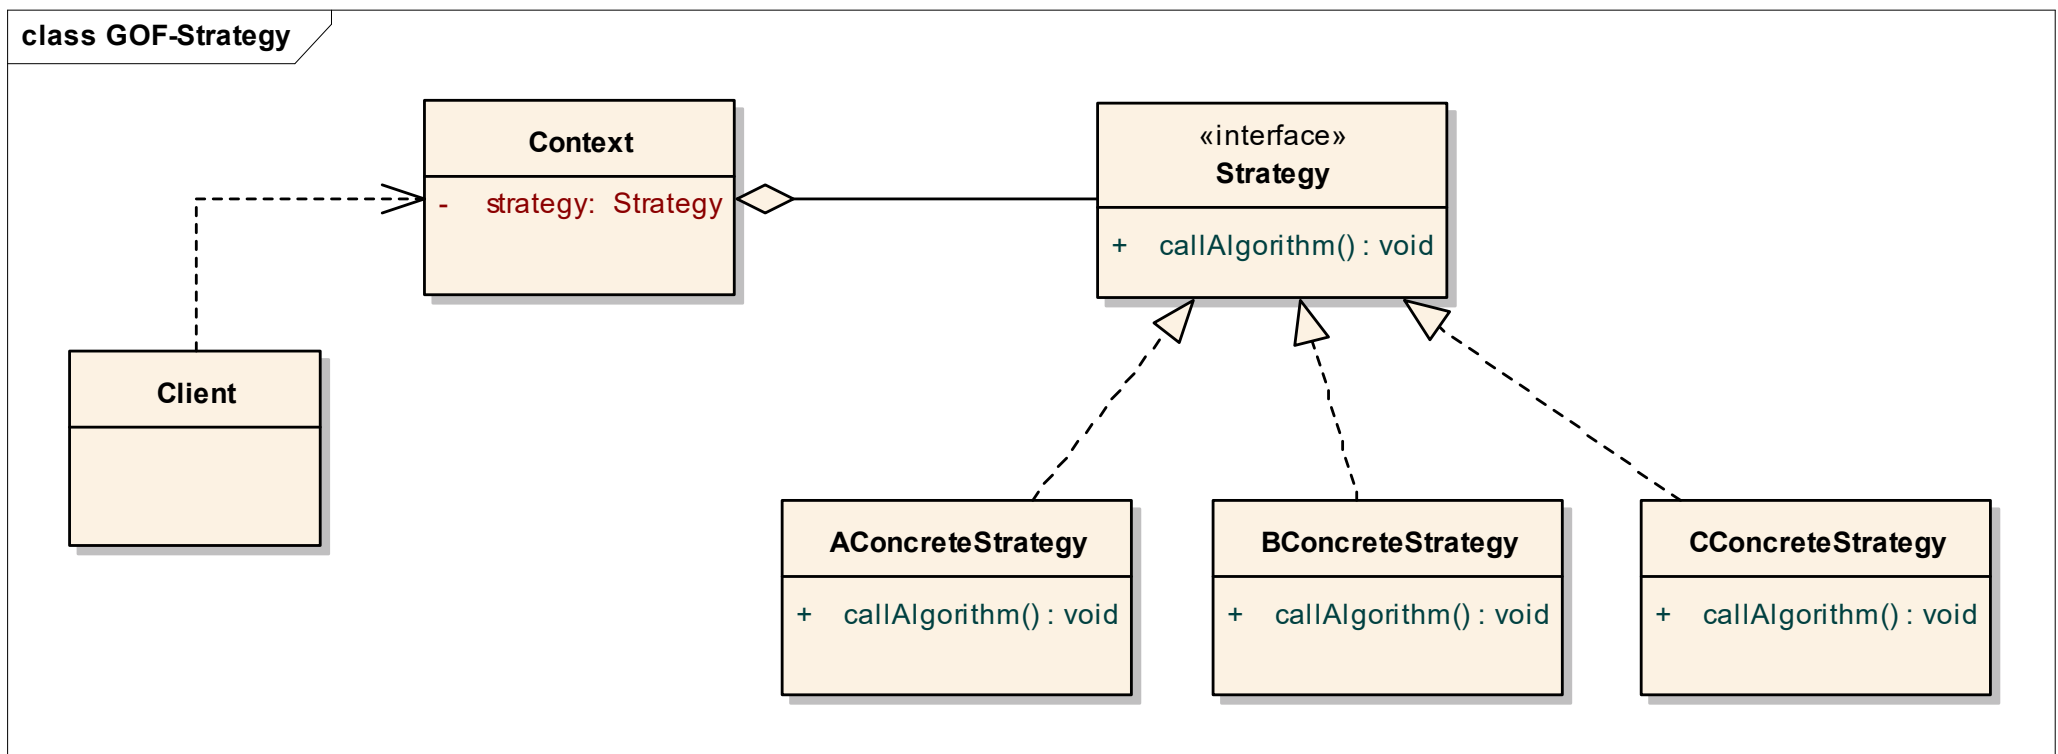 class GOF-Strategy
Context
- strategy: Strategy
«interface»
Strategy
+ callAlgorithm() : void
Client
AConcreteStrategy
+ callAlgorithm() : void
BConcreteStrategy
+ callAlgorithm() : void
CConcreteStrategy
+ callAlgorithm() : void